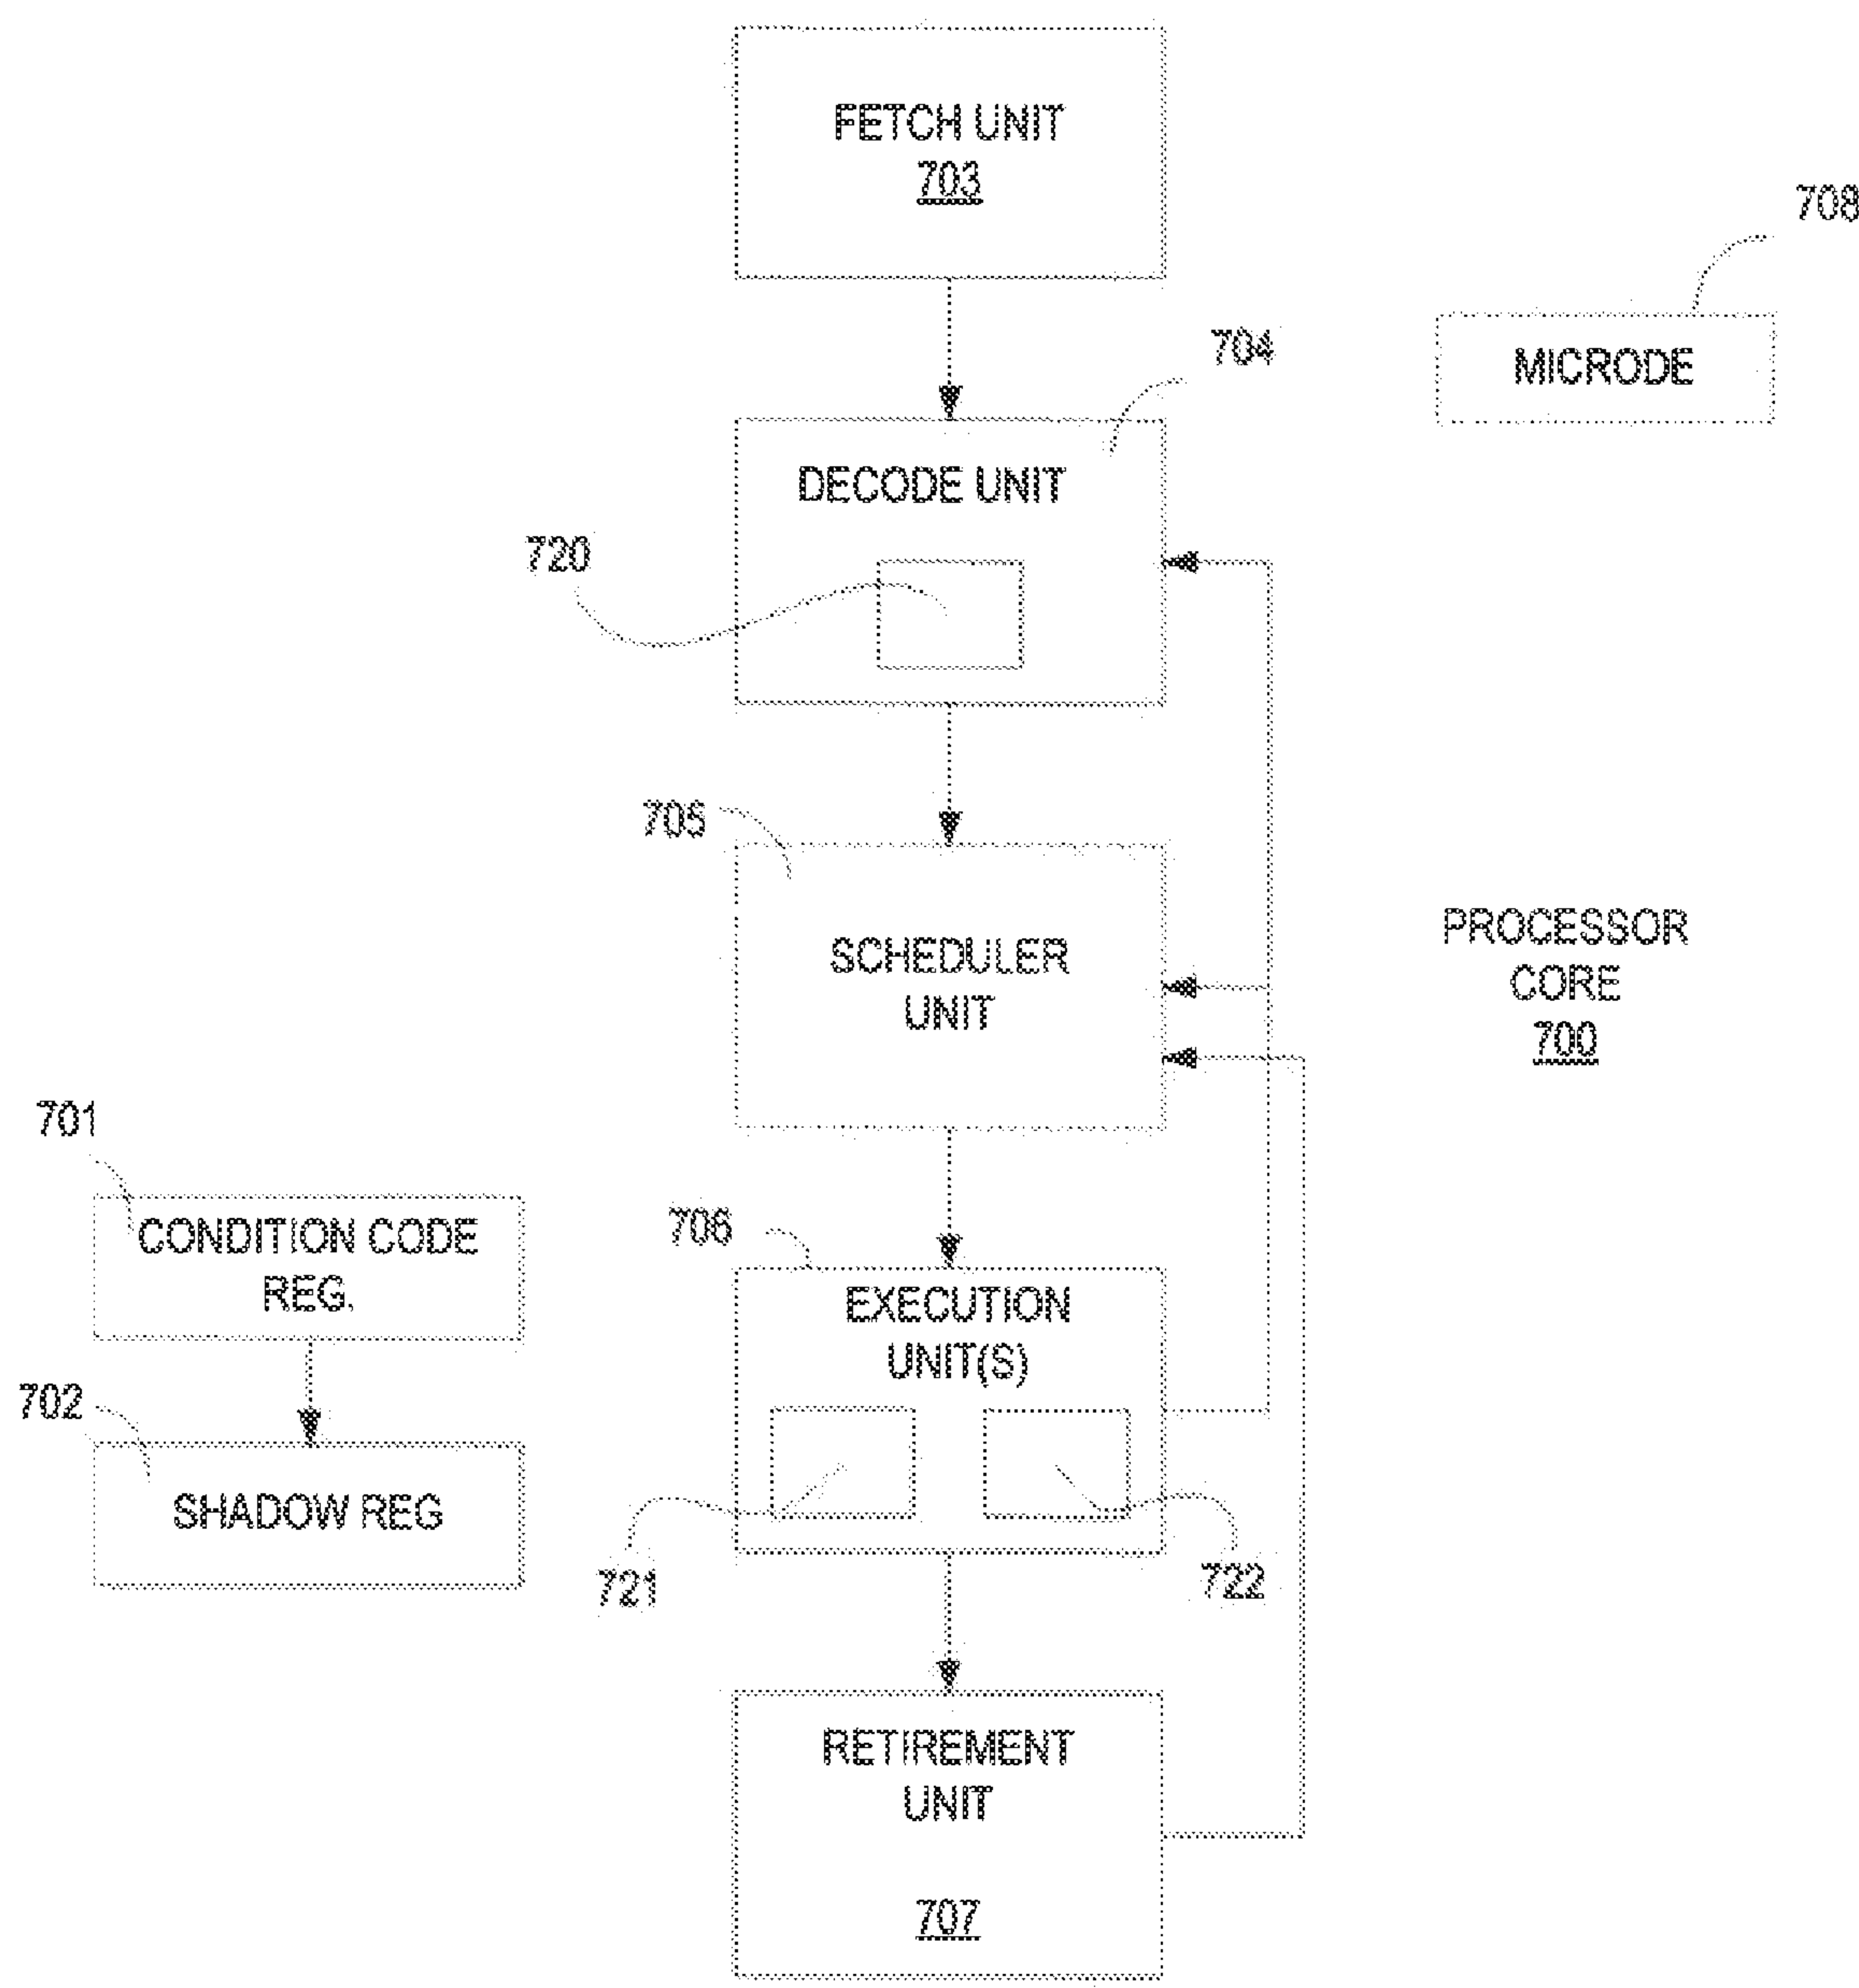 FETCH UNIT
703
708
MICRODE
704
DECODE UNIT
720
705
SCHEDULER
UNIT
PROCESSOR
CORE
700
701
CONDITION CODE
REG.
706
EXECUTION
UNIT(S)
702
SHADOW REG
721
722
RETIREMENT
UNIT
707